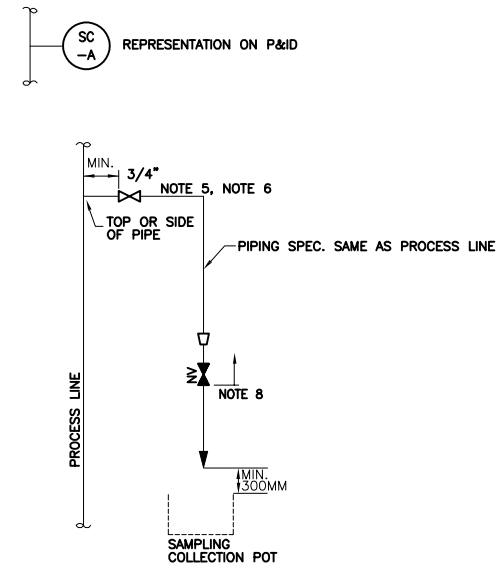 SC
-A
REPRESENTATION ON P&ID
MIN.
3/4"
NOTE 5, NOTE 6
TOP OR SIDE
OF PIPE
PIPING SPEC. SAME AS PROCESS LINE
NV
NOTE 8
PROCESS LINE
MIN.
300MM
SAMPLING
COLLECTION POT